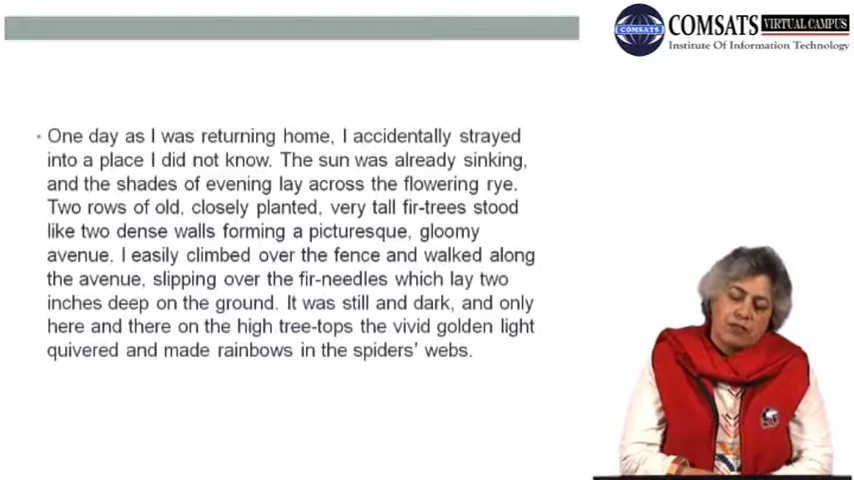 COMSATS VIRTUAL CAMPUS
COMSATS
Institute Of Information Technology
One day as I was returning home, I accidentally strayed
into a place I did not know. The sun was already sinking,
and the shades of evening lay across the flowering rye.
Two rows of old, closely planted, very tall fir-trees stood
like two dense walls forming a picturesque, gloomy
avenue. I easily climbed over the fence and walked along
the avenue, slipping over the fir-needles which lay two
inches deep on the ground. It was still and dark, and only
here and there on the high tree-tops the vivid golden light
quivered and made rainbows in the spiders' webs.